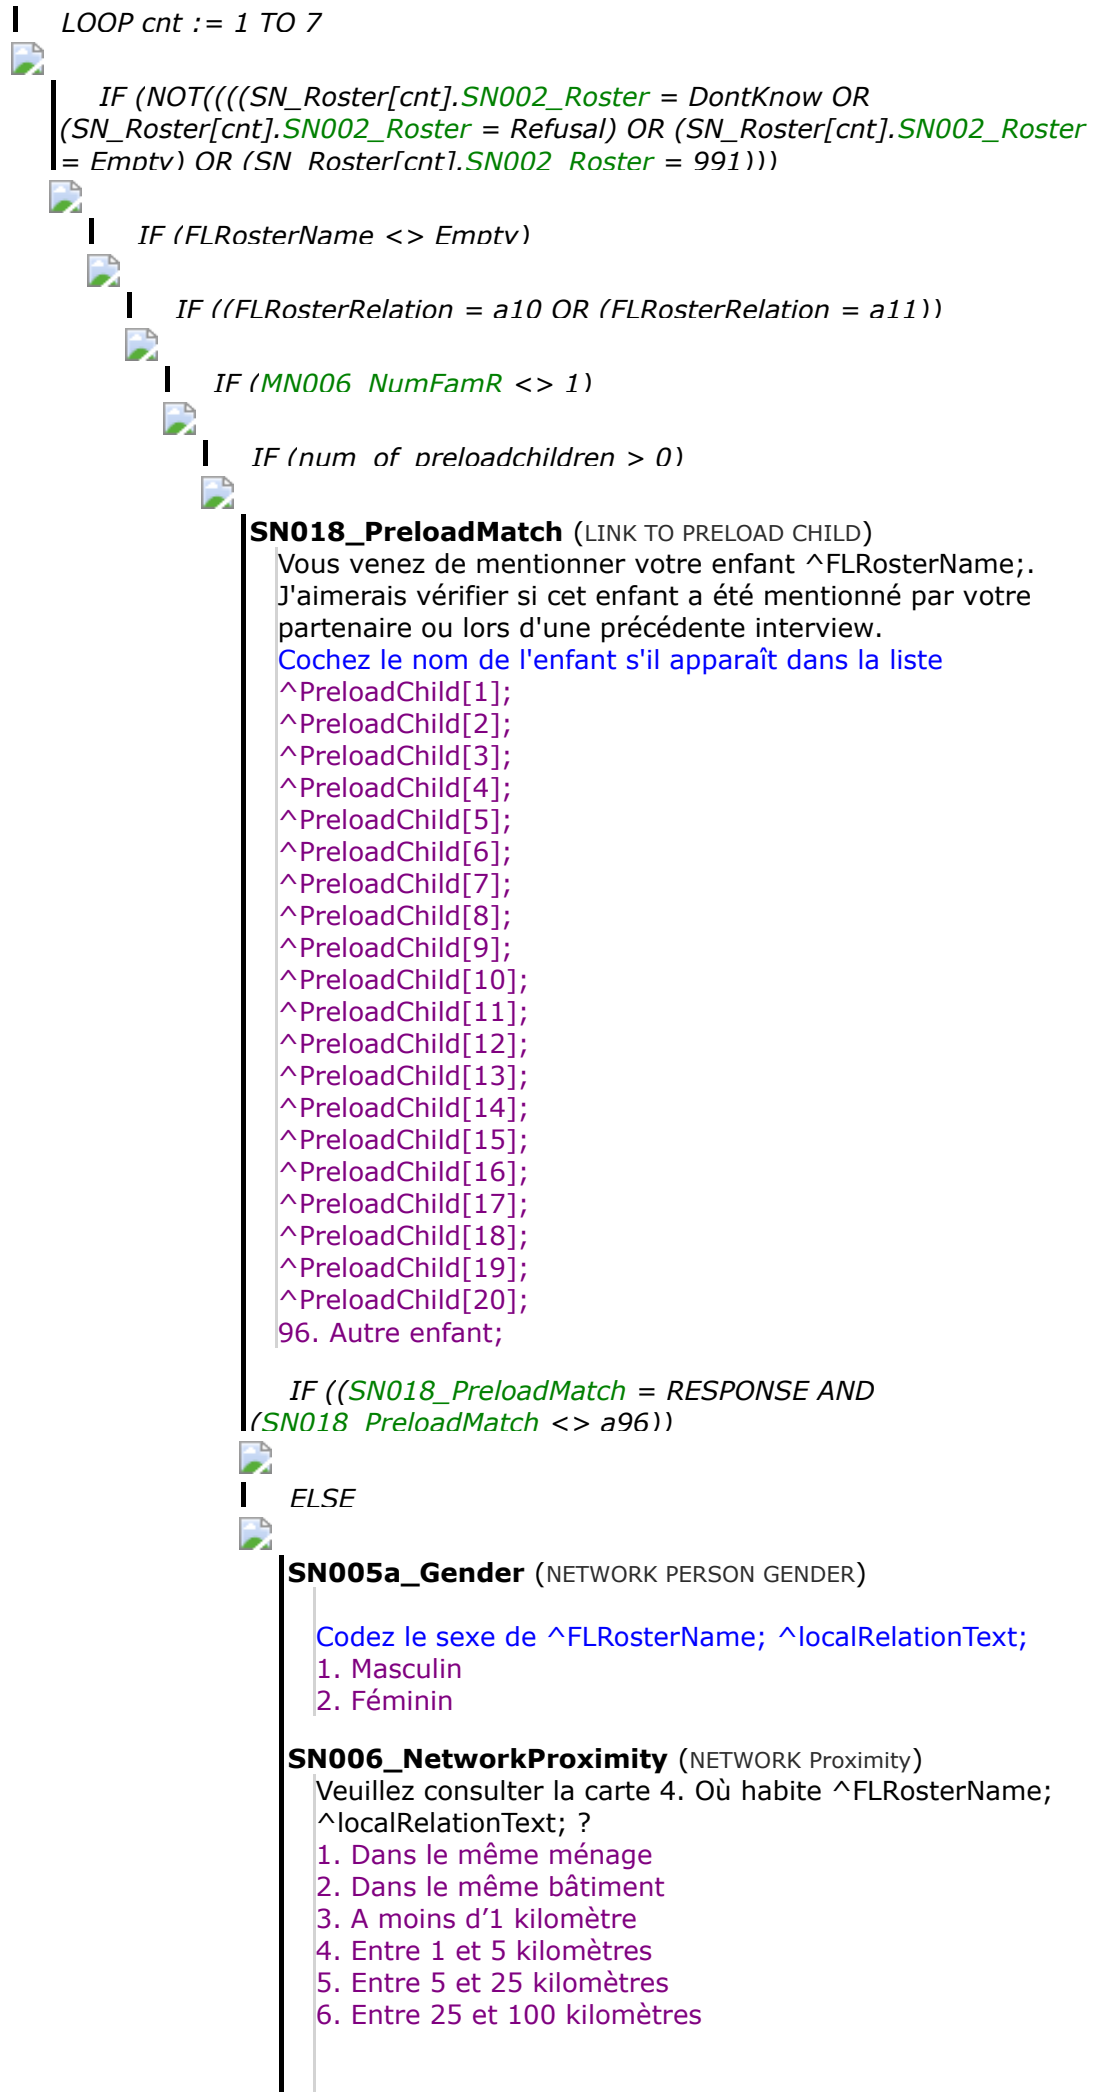 LOOP cnt := 1 TO 7
IF (NOT((((SN_Roster[cnt].SN002_Roster = DontKnow OR
(SN_Roster[cnt].SN002_Roster = Refusal) OR (SN_Roster[cnt].SN002_Roster
= Empty) OR (SN_Roster[cnt].SN002_Roster = 991)))
IF (FLRosterName <> Empty)
IF ((FLRosterRelation = a10 OR (FLRosterRelation = a11))
IF (MN006_NumFamR <> 1)
IF (num_of_preloadchildren > 0)
SN018_PreloadMatch (LINK TO PRELOAD CHILD)
Vous venez de mentionner votre enfant ^FLRosterName;.
J'aimerais vérifier si cet enfant a été mentionné par votre
partenaire ou lors d'une précédente interview.
Cochez le nom de l'enfant s'il apparaît dans la liste
^PreloadChild[1];
^PreloadChild[2];
^PreloadChild[3];
^PreloadChild[4];
^PreloadChild[5];
^PreloadChild[6];
^PreloadChild[7];
^PreloadChild[8];
^PreloadChild[9];
^PreloadChild[10];
^PreloadChild[11];
^PreloadChild[12];
^PreloadChild[13];
^PreloadChild[14];
^PreloadChild[15];
^PreloadChild[16];
^PreloadChild[17];
^PreloadChild[18];
^PreloadChild[19];
^PreloadChild[20];
96. Autre enfant;
IF ((SN018_PreloadMatch = RESPONSE AND
(SN018_PreloadMatch <> a96))
ELSE
SN005a_Gender (NETWORK PERSON GENDER)
Codez le sexe de ^FLRosterName; ^localRelationText;
1. Masculin
2. Féminin
SN006_NetworkProximity (NETWORK Proximity)
Veuillez consulter la carte 4. Où habite ^FLRosterName;
^localRelationText; ?
1. Dans le même ménage
2. Dans le même bâtiment
3. A moins d’1 kilomètre
4. Entre 1 et 5 kilomètres
5. Entre 5 et 25 kilomètres
6. Entre 25 et 100 kilomètres